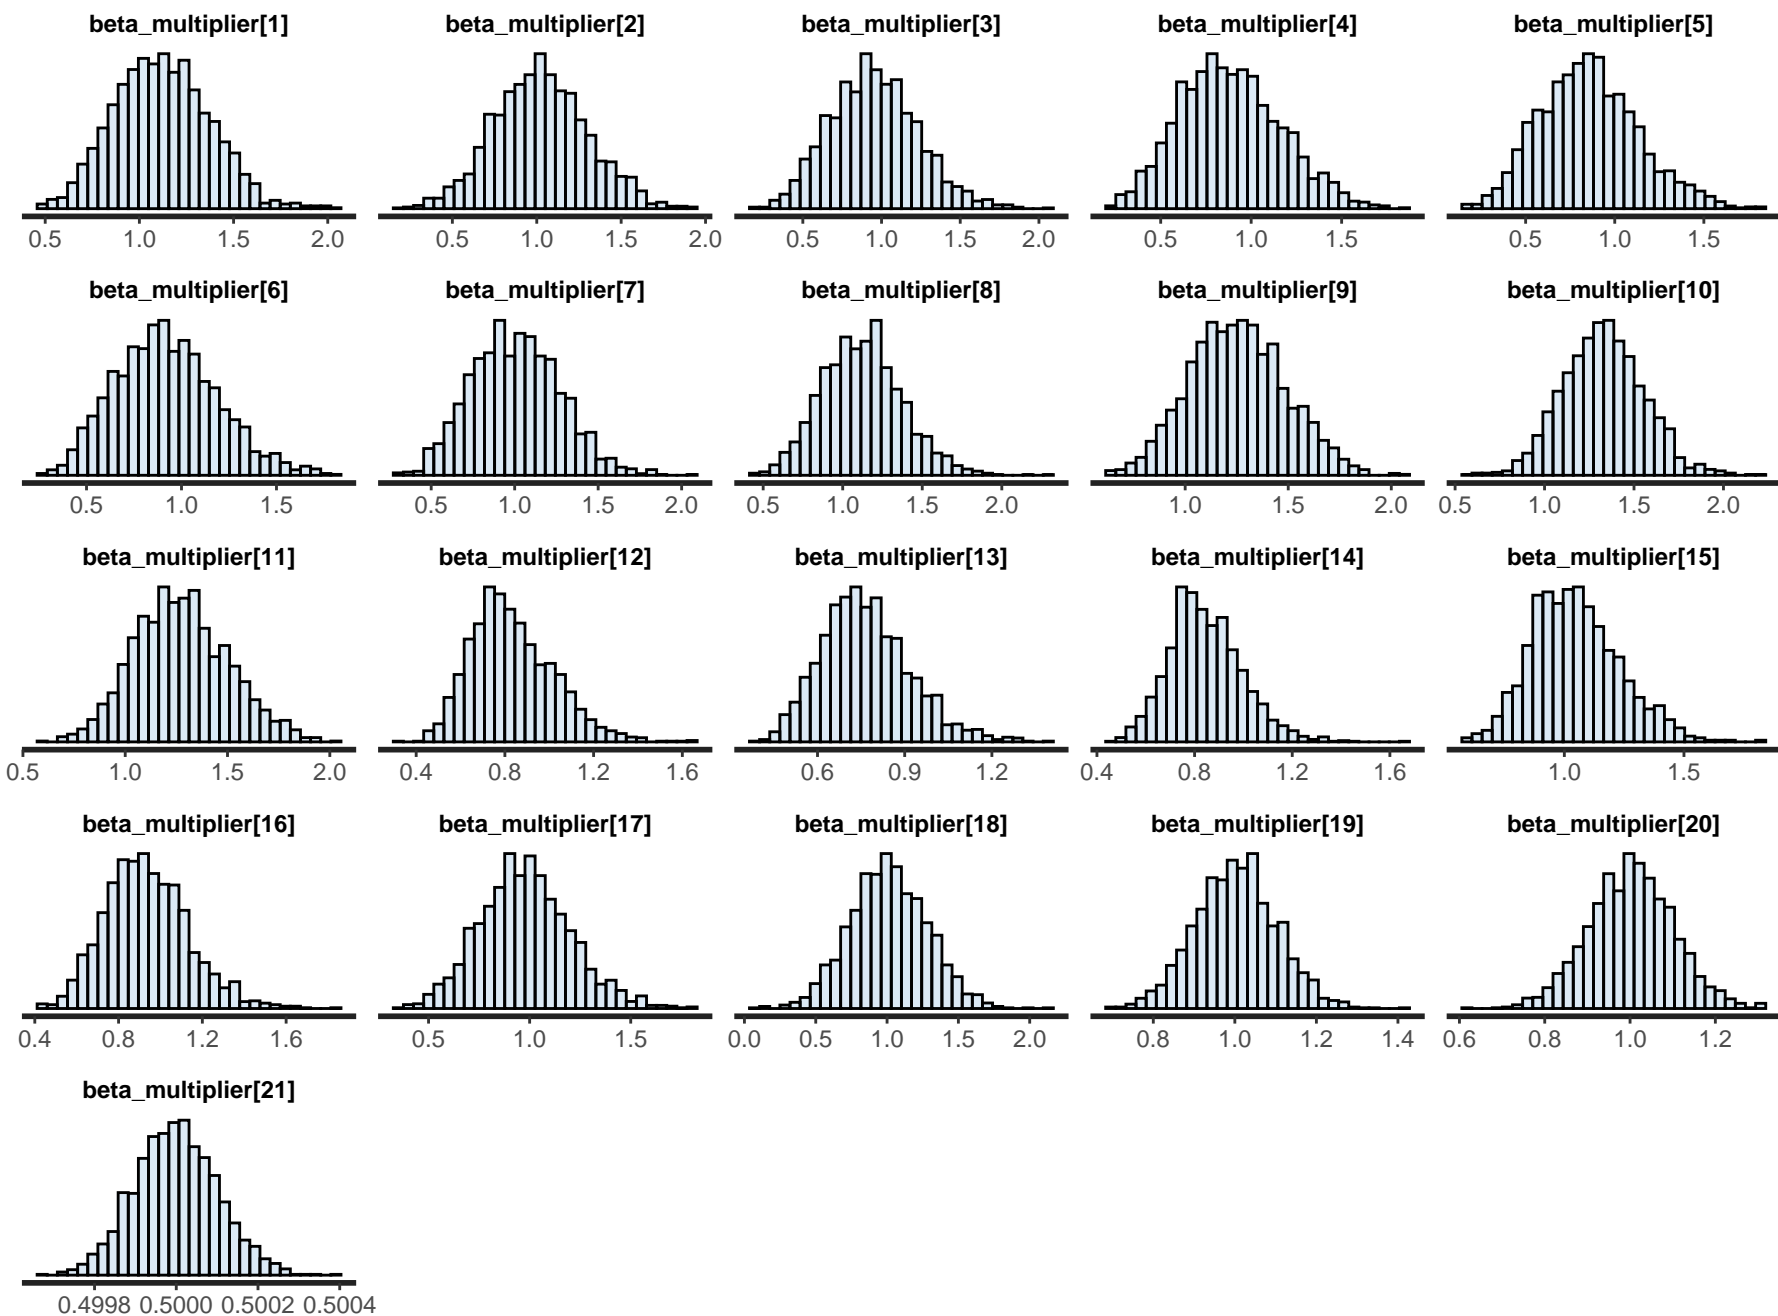 beta_multiplier[1] beta_multiplier[2] beta_multiplier[3] beta_multiplier[4] beta_multiplier[5]
0.5 1.0 1.5 2.0 0.5 1.0 1.5 2.0 0.5 1.0 1.5 2.0 0.5 1.0 1.5 0.5 1.0 1.5
beta_multiplier[6] beta_multiplier[7] beta_multiplier[8] beta_multiplier[9] beta_multiplier[10]
0.5 1.0 1.5 0.5 1.0 1.5 2.0 0.5 1.0 1.5 2.0 1.0 1.5 2.0 0.5 1.0 1.5 2.0
beta_multiplier[11] beta_multiplier[12] beta_multiplier[13] beta_multiplier[14] beta_multiplier[15]
0.5 1.0 1.5 2.0 0.4 0.8 1.2 1.6 0.6 0.9 1.2 0.4 0.8 1.2 1.6 1.0 1.5
beta_multiplier[16] beta_multiplier[17] beta_multiplier[18] beta_multiplier[19] beta_multiplier[20]
0.4 0.8 1.2 1.6 0.5 1.0 1.5 0.0 0.5 1.0 1.5 2.0 0.8 1.0 1.2 1.4 0.6 0.8 1.0 1.2
beta_multiplier[21]
0.4998 0.5000 0.5002 0.5004